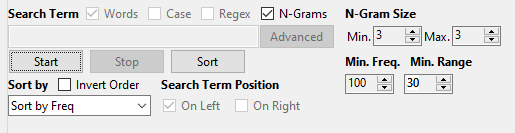 Search Term Words Case Regex N-Grams N-Gram Size
Advanced Min. 3 Max. 3
Start Stop Sort Min. Freq. Min. Range
Sort by Invert Order Search Term Position 100 30
Sort by Freq On Left On Right